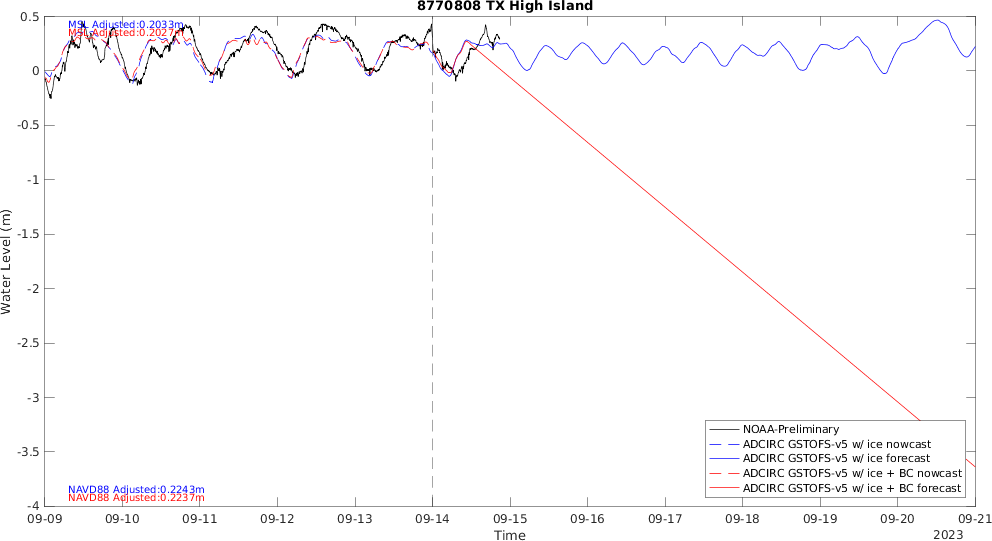 8770808 TX High Island
MSL Adjusted:0.2033m
MSL Adjusted:0.2027m
0.5
0
-0.5
-1
-1.5
-2
-2.5
-3
-3.5
-4
Water Level (m)
NOAA-Preliminary
ADCIRC GSTOFS-v5 w/ ice nowcast
ADCIRC GSTOFS-v5 w/ ice forecast
ADCIRC GSTOFS-v5 w/ ice + BC nowcast
ADCIRC GSTOFS-v5 w/ ice + BC forecast
NAVD88 Adjusted:0.2243m
NAVD88 Adjusted:0.2237m
09-09 09-10 09-11 09-12 09-13 09-14 09-15 09-16 09-17 09-18 09-19 09-20 09-21
Time
2023